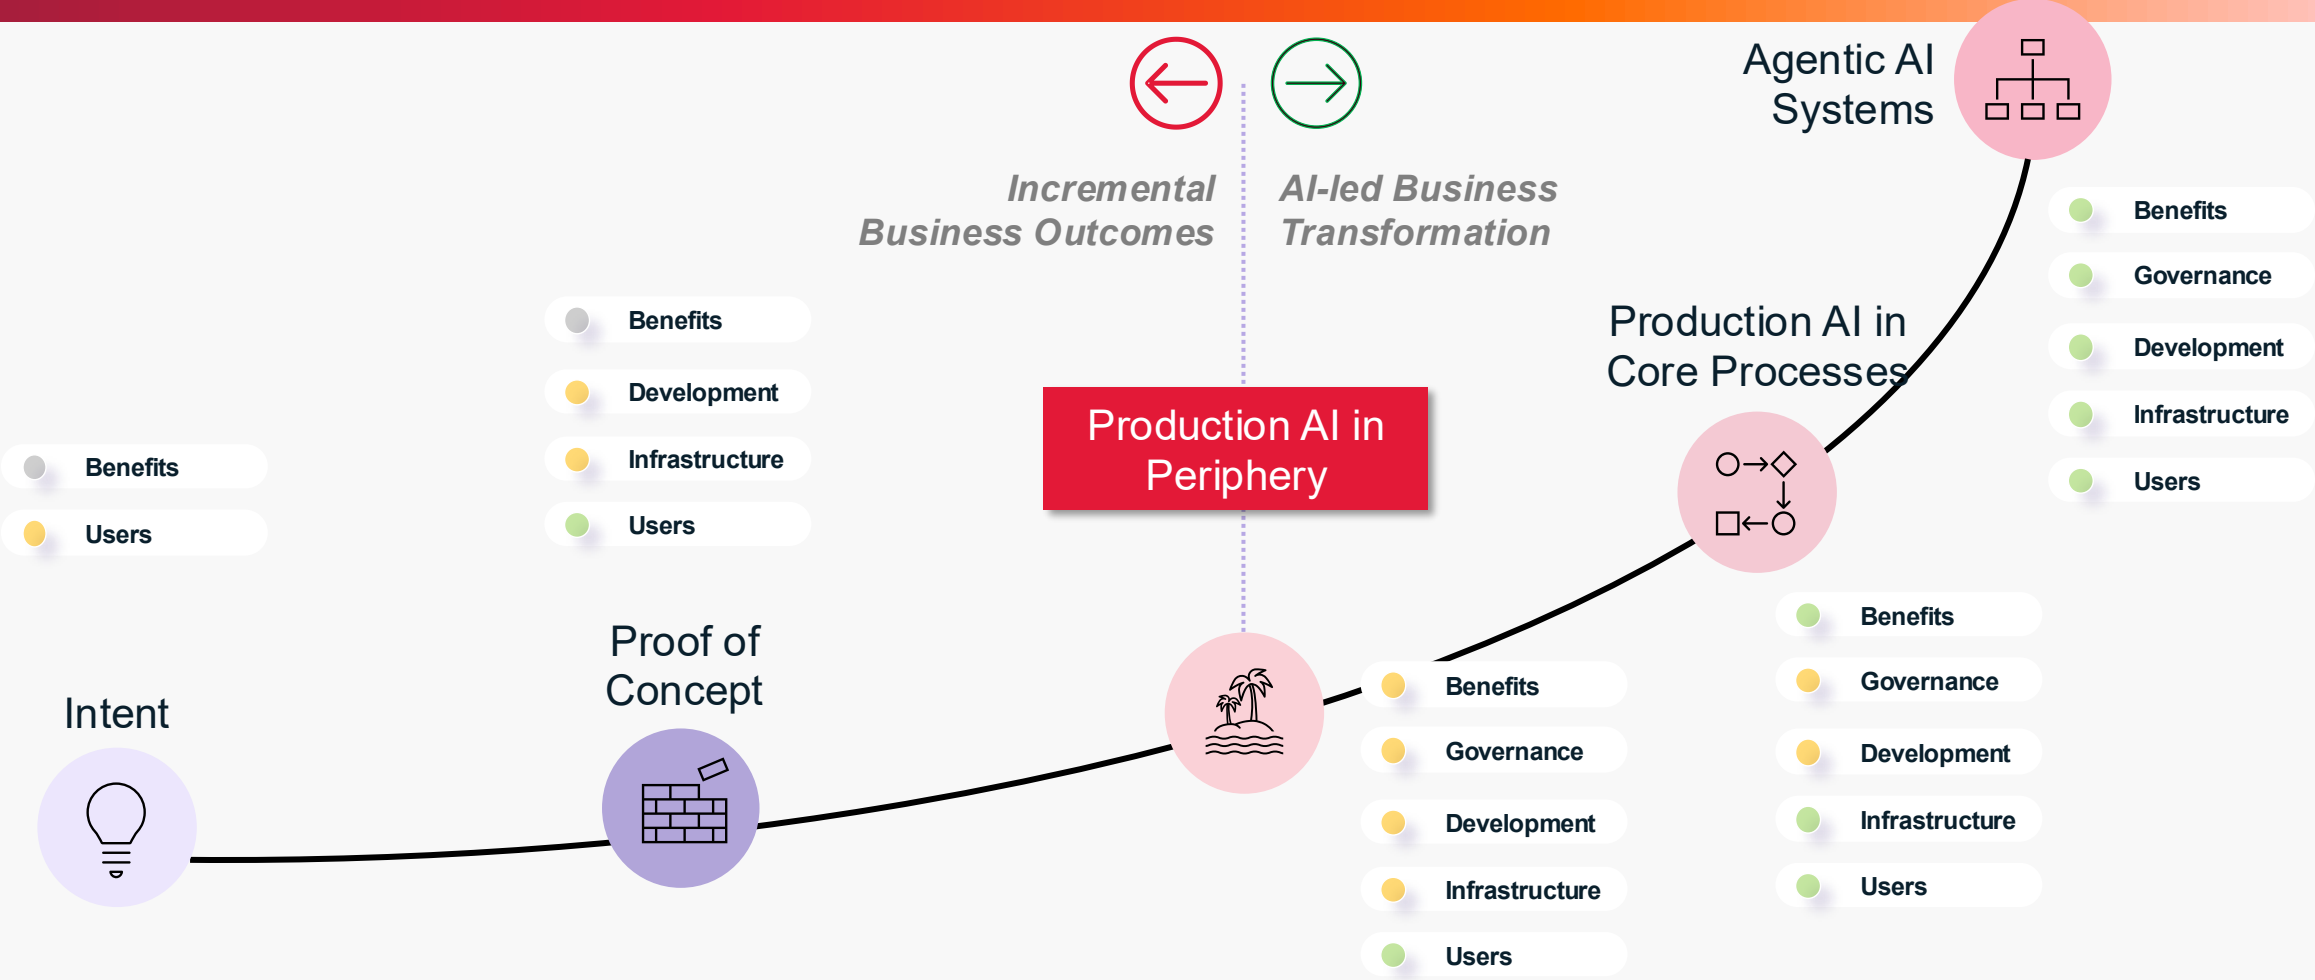 Agentic AI
Systems
Incremental
Business Outcomes
AI-led Business
Transformation
Benefits
Governance
Development
Infrastructure
Users
Production AI in
Core Processes
Benefits
Development
Infrastructure
Users
Production AI in
Periphery
Benefits
Users
Benefits
Governance
Development
Infrastructure
Users
Proof of
Concept
Benefits
Governance
Development
Infrastructure
Users
Intent